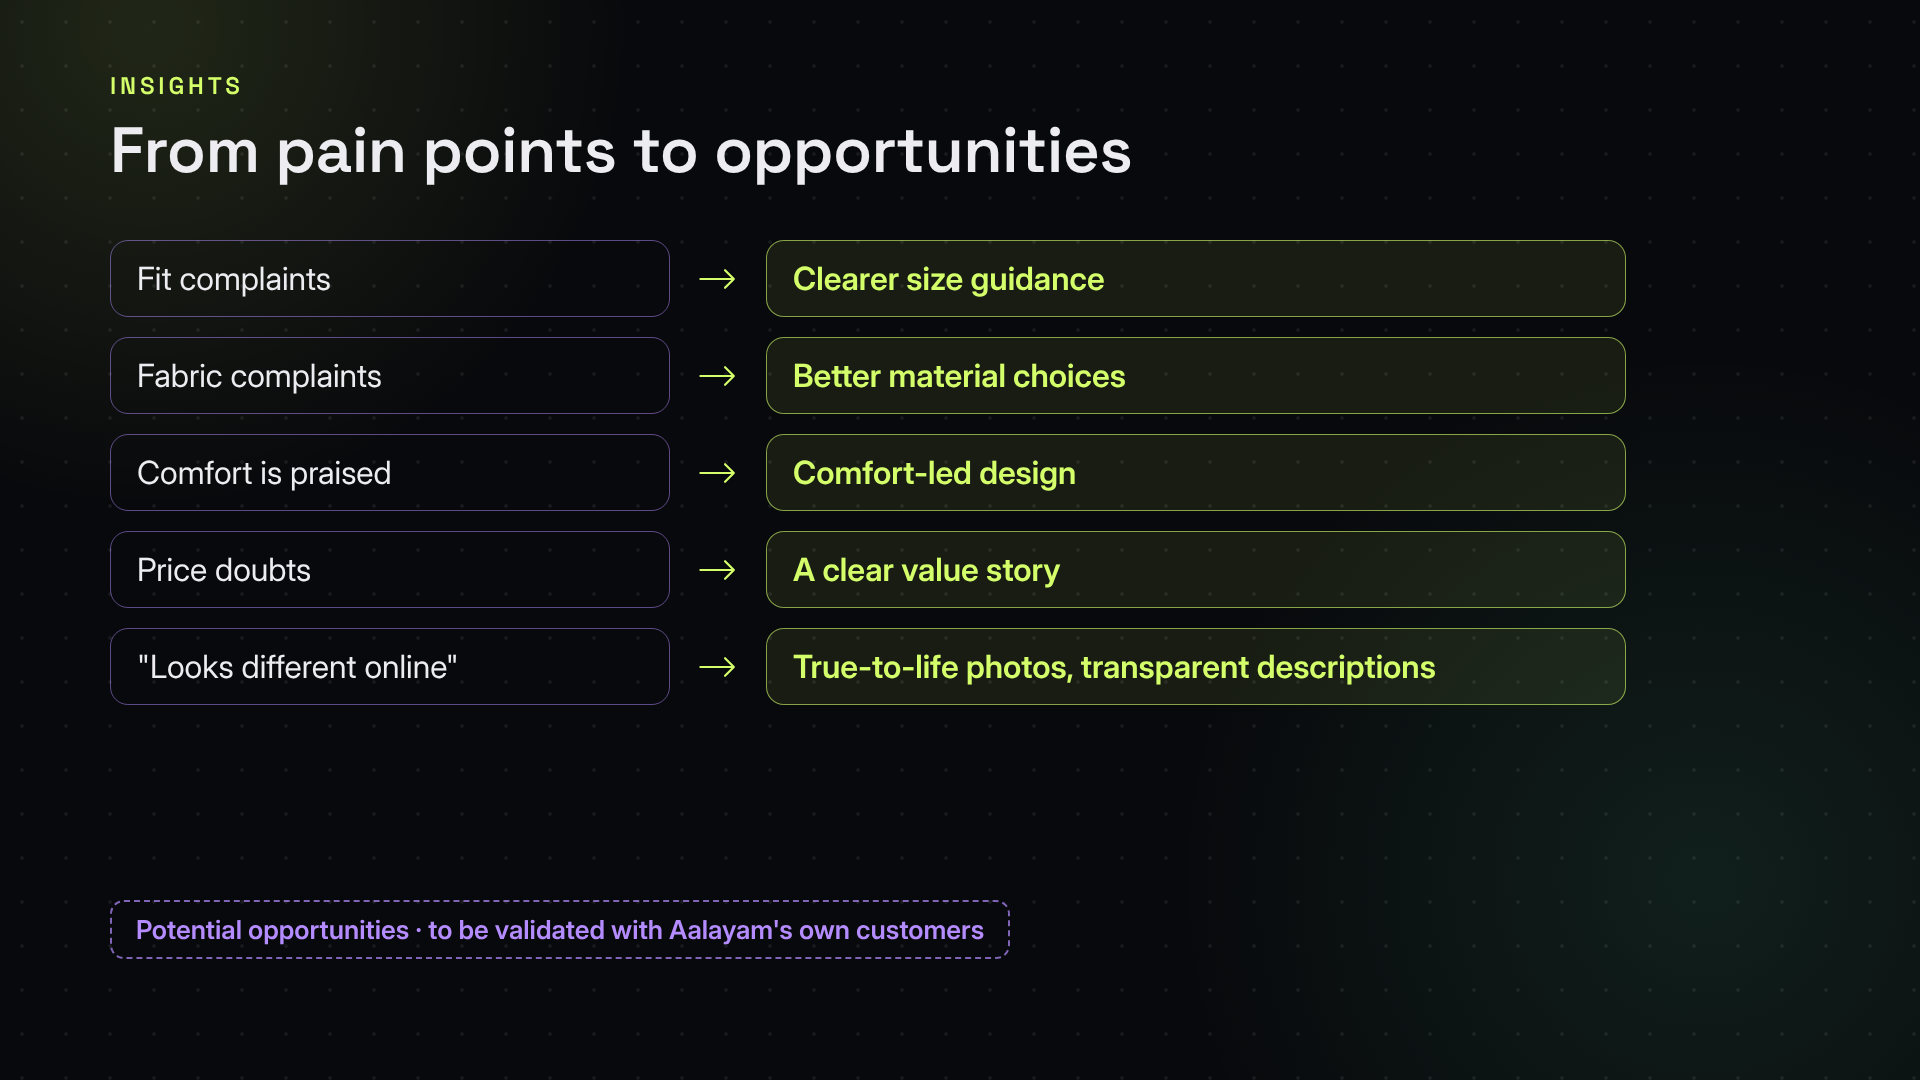 INSIGHTS
From pain points to opportunities
Fit complaints → Clearer size guidance
Fabric complaints → Better material choices
Comfort is praised → Comfort-led design
Price doubts → A clear value story
"Looks different online" → True-to-life photos, transparent descriptions
Potential opportunities · to be validated with Aalayam's own customers